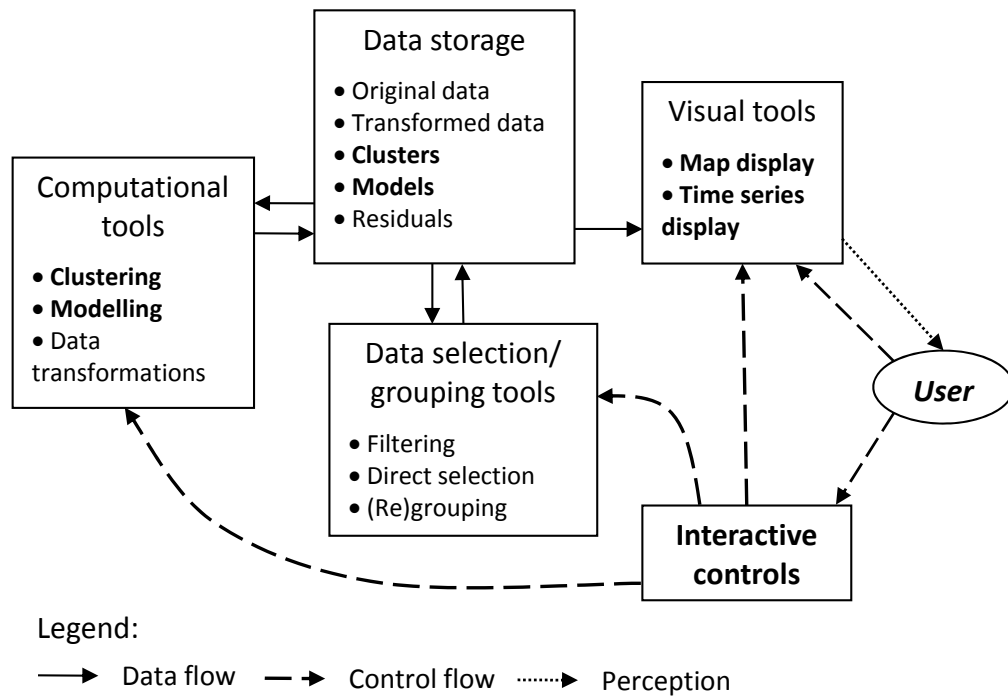 Data storage
• Original data
• Transformed data
• Clusters
• Models
• Residuals
Visual tools
• Map display
• Time series
display
Computational
tools
• Clustering
• Modelling
• Data
transformations
Data selection/
grouping tools
• Filtering
• Direct selection
• (Re)grouping
User
Interactive
controls
Legend:
Data flow
Control flow
Perception